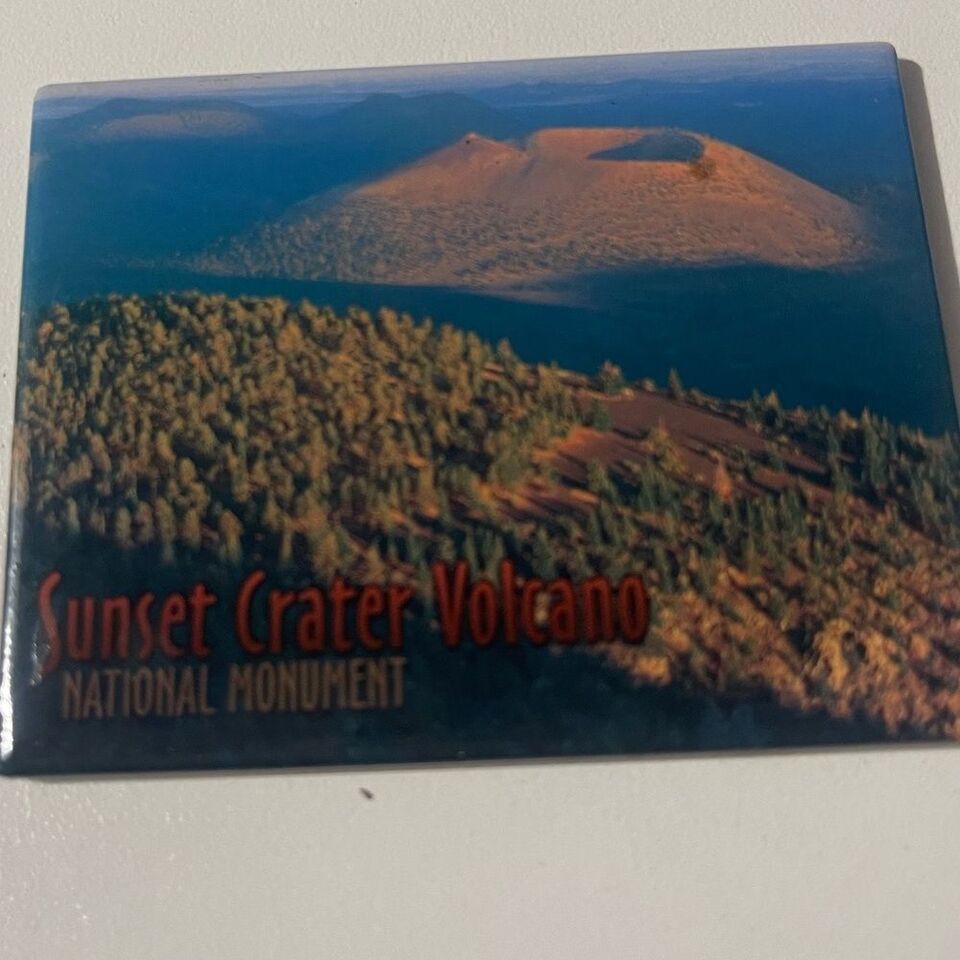 Sunset Crater Volcano
NATIONAL MONUMENT